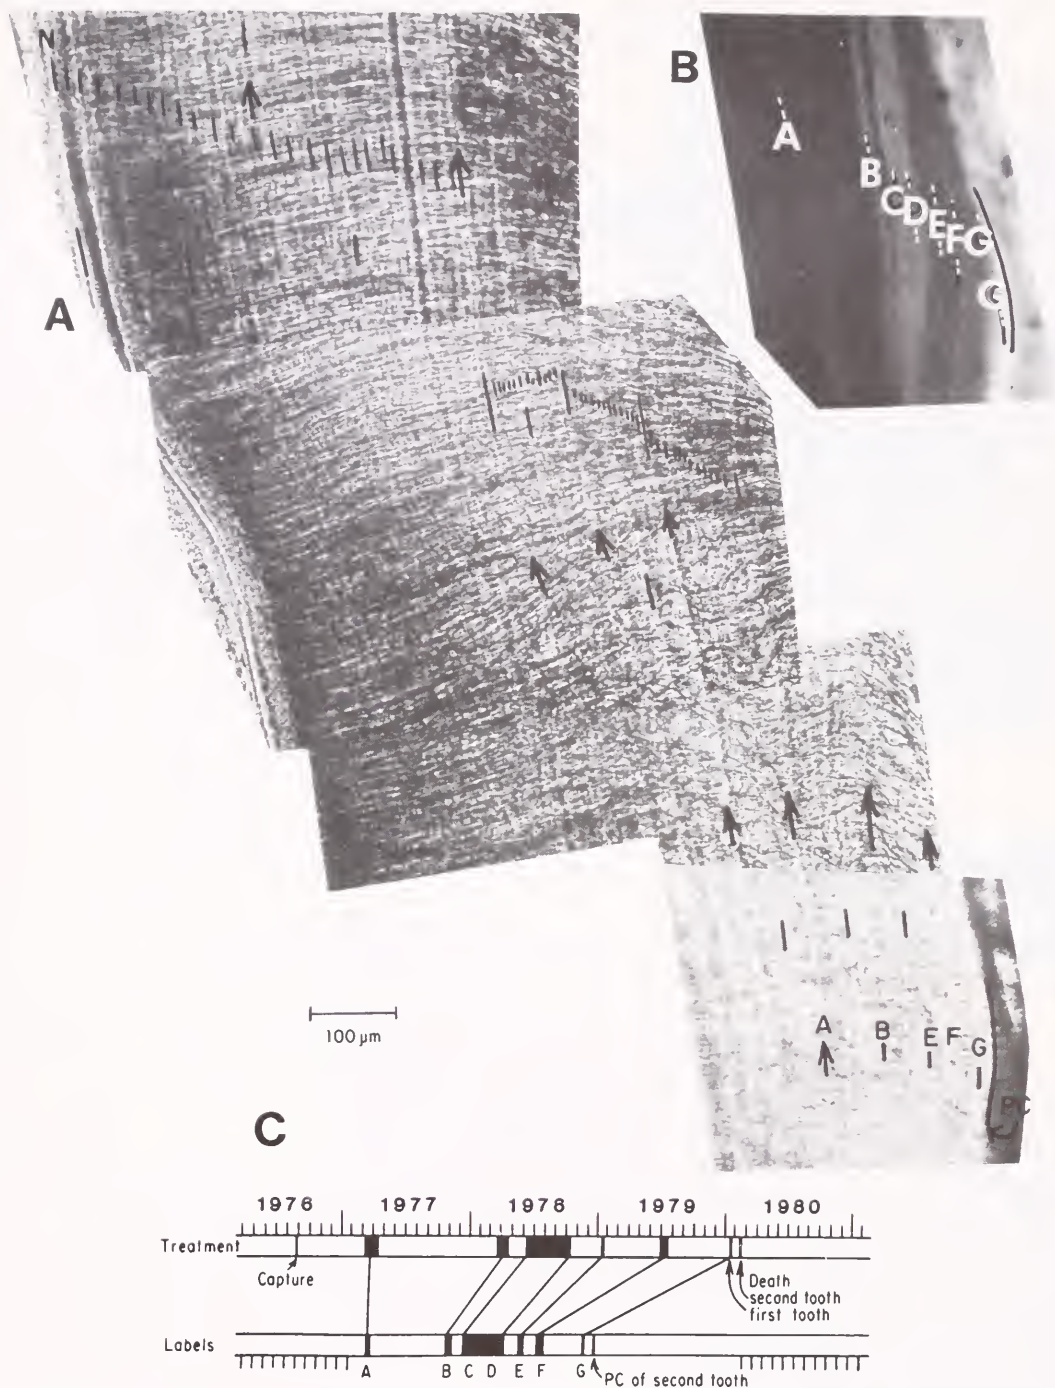 N
A
B
A
B
C
D
E
F
G
A
B
E
F
G
PC
100 μm
C
1976 1977 1978 1979 1980
Treatment
Capture
Death
second tooth
first tooth
Labels
A B C D E F G
PC of second tooth